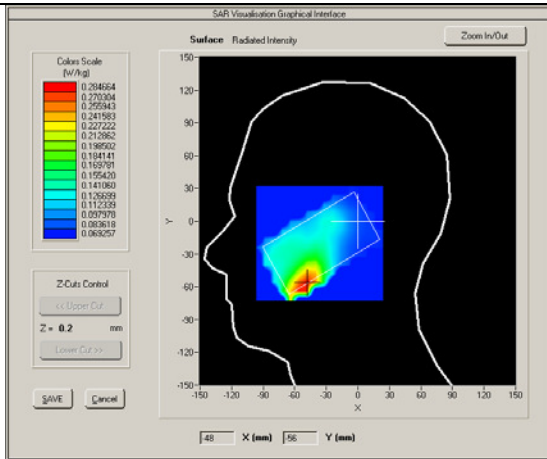 SAR Visualisation Graphical Interface
Surface Radiated Intensity
Zoom In/Out
Colors Scale
(W/kg)
0.284664
0.270304
0.255943
0.241583
0.227222
0.212862
0.198502
0.184141
0.169781
0.155420
0.141060
0.126699
0.112339
0.097978
0.083618
0.069257
Z-Cuts Control
<< Upper Cut
Z = 0.2 mm
Lower Cut >>
SAVE Cancel
150
120
90
60
30
0
-30
-60
-90
-120
-150
Y
-150 -120 -90 -60 -30 0 30 60 90 120 150
X
-48 X (mm) -56 Y (mm)